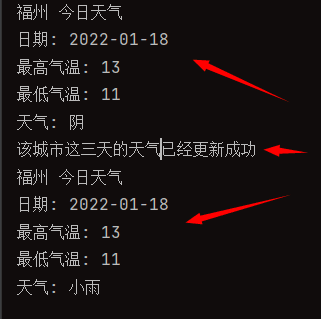 福州 今日天气
日期: 2022-01-18
最高气温: 13
最低气温: 11
天气: 阴
该城市这三天的天气已经更新成功
福州 今日天气
日期: 2022-01-18
最高气温: 13
最低气温: 11
天气: 小雨